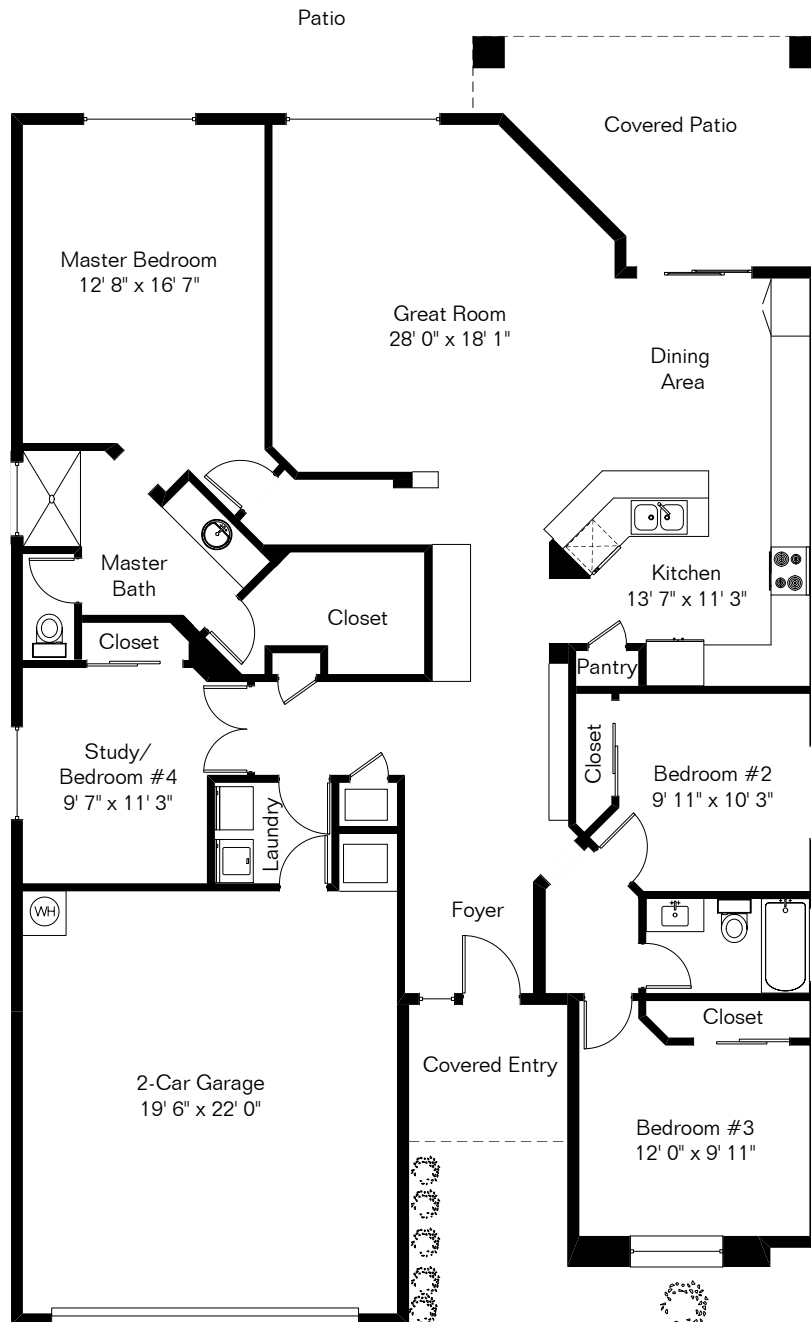 Patio
Covered Patio
Master Bedroom
12' 8" x 16' 7"
Great Room
28' 0" x 18' 1"
Dining
Area
Master
Bath
Kitchen
13' 7" x 11' 3"
Closet
Closet
Pantry
Study/
Bedroom #4
9' 7" x 11' 3"
Closet
Bedroom #2
9' 11" x 10' 3"
Laundry
WH
Foyer
Closet
Covered Entry
2-Car Garage
19' 6" x 22' 0"
Bedroom #3
12' 0" x 9' 11"